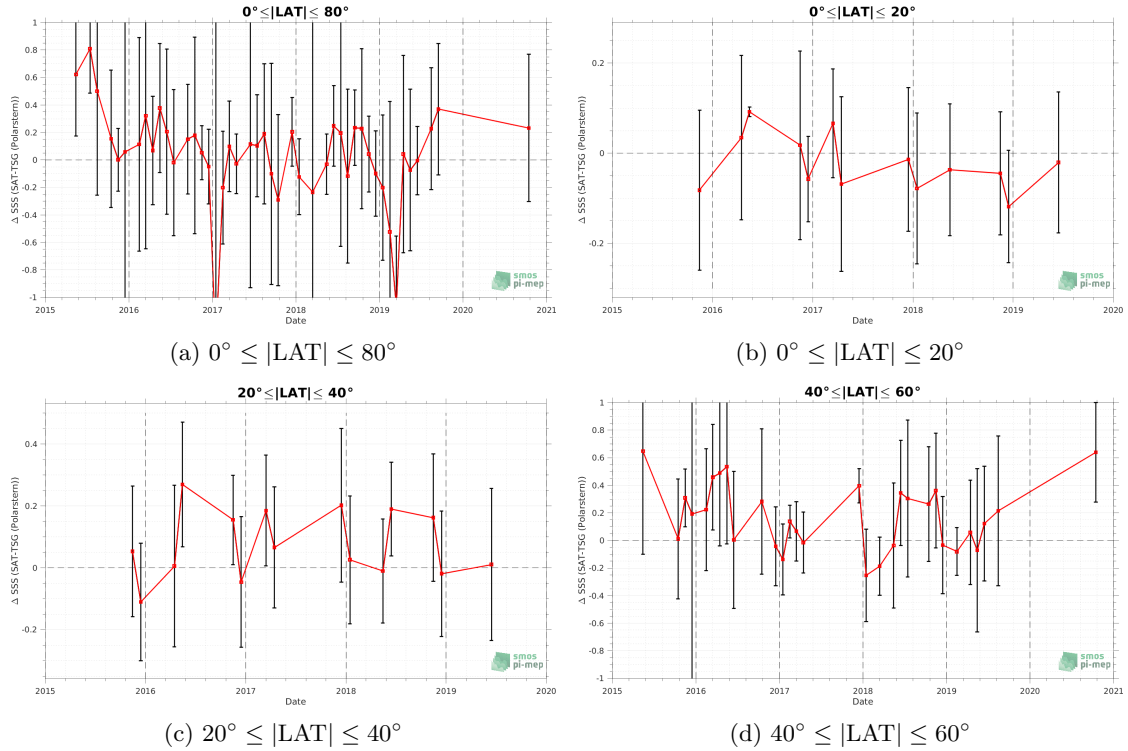 0°≤|LAT|≤ 80°
Δ SSS (SAT-TSG (Polarstern))
1
0.8
0.6
0.4
0.2
0
-0.2
-0.4
-0.6
-0.8
-1
2015
2016
2017
2018
2019
2020
2021
Date
smos
pi-mep
(a) 0° ≤ |LAT| ≤ 80°
0°≤|LAT|≤ 20°
Δ SSS (SAT-TSG (Polarstern))
0.2
0
-0.2
2015
2016
2017
2018
2019
2020
Date
smos
pi-mep
(b) 0° ≤ |LAT| ≤ 20°
20°≤|LAT|≤ 40°
Δ SSS (SAT-TSG (Polarstern))
0.4
0.2
0
-0.2
2015
2016
2017
2018
2019
2020
Date
smos
pi-mep
(c) 20° ≤ |LAT| ≤ 40°
40°≤|LAT|≤ 60°
Δ SSS (SAT-TSG (Polarstern))
1
0.8
0.6
0.4
0.2
0
-0.2
-0.4
-0.6
-0.8
-1
2015
2016
2017
2018
2019
2020
2021
Date
smos
pi-mep
(d) 40° ≤ |LAT| ≤ 60°